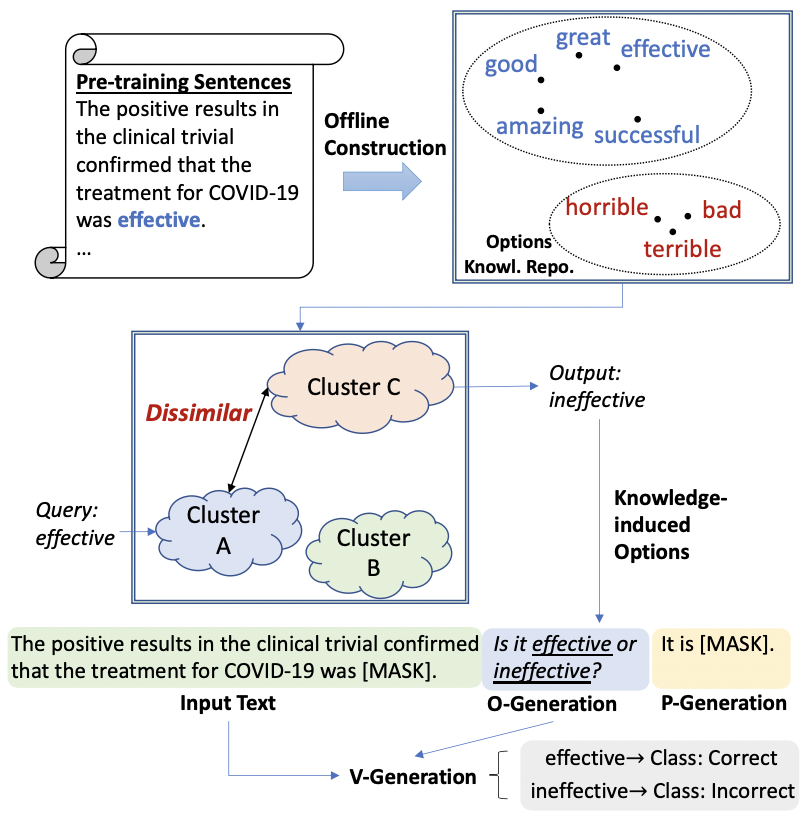 Pre-training Sentences
The positive results in
the clinical trivial
confirmed that the
treatment for COVID-19
was effective.
...
Offline
Construction
great
good
effective
amazing
successful
horrible
bad
terrible
Options
Knowl. Repo.
Cluster C
Dissimilar
Output:
ineffective
Query:
effective
Cluster
A
Cluster
B
Knowledge-
induced
Options
The positive results in the clinical trivial confirmed
that the treatment for COVID-19 was [MASK].
Is it effective or
ineffective?
It is [MASK].
Input Text
O-Generation
P-Generation
V-Generation
effective→ Class: Correct
ineffective→ Class: Incorrect